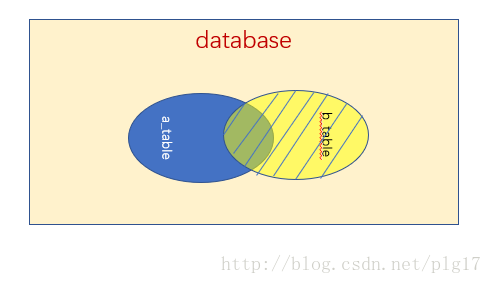 database
a_table
b_table
http://blog.csdn.net/plg17